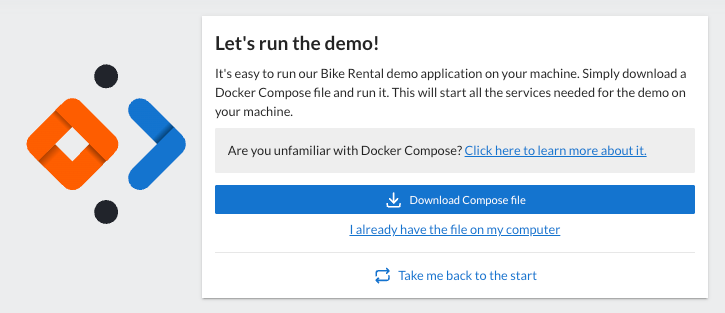 Let's run the demo!
It's easy to run our Bike Rental demo application on your machine. Simply download a
Docker Compose file and run it. This will start all the services needed for the demo on
your machine.
Are you unfamiliar with Docker Compose? Click here to learn more about it.
Download Compose file
I already have the file on my computer
Take me back to the start